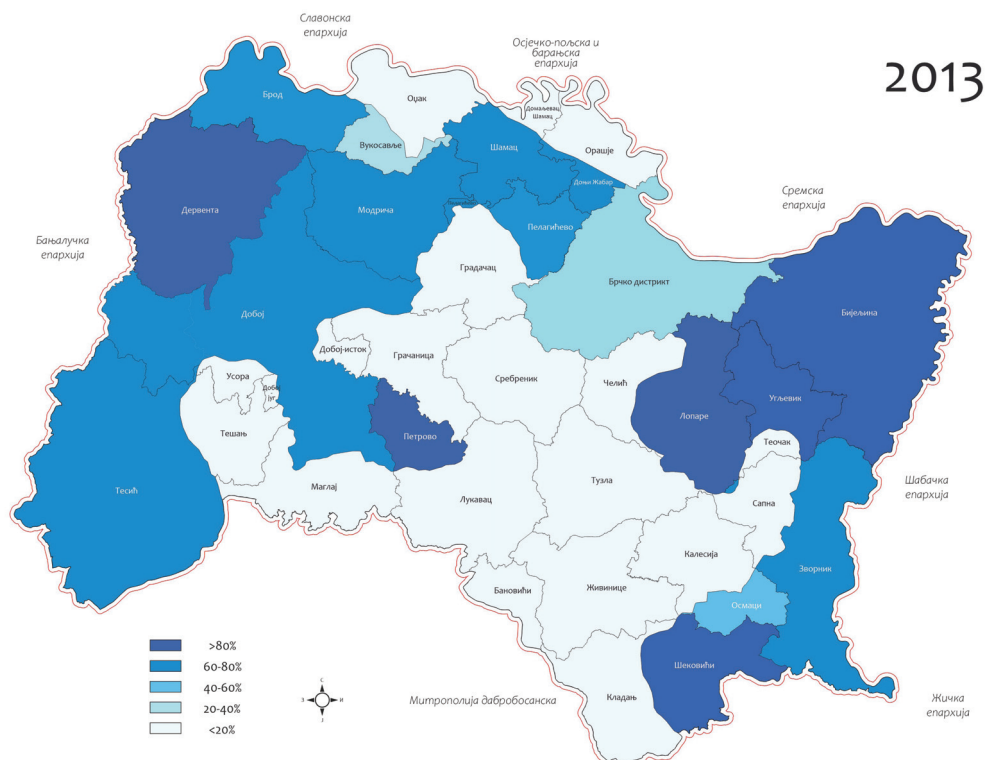 Славонска
епархија
Осјечко-пољска и
барањска
епархија
2013
Брод
Оџак
Домаљевац
Шамац
Вукосавље
Шамац
Орашје
Доњи Жабар
Сремска
епархија
Дервента
Модрича
Пелагићево
Бањалучка
епархија
Градачац
Брчко дистрикт
Добој
Бијељина
Добој-исток
Грачаница
Сребреник
Челић
Усора
Добој
југ
Лопаре
Угљевик
Петрово
Тешањ
Теочак
Тесић
Маглај
Лукавац
Тузла
Шабачка
епархија
Сапна
Калесија
Зворник
Бановићи
Живинице
Осмаци
>80%
60-80%
40-60%
20-40%
<20%
С
З
И
Ј
Шековићи
Митрополија дабробосанска
Кладањ
Жичка
епархија